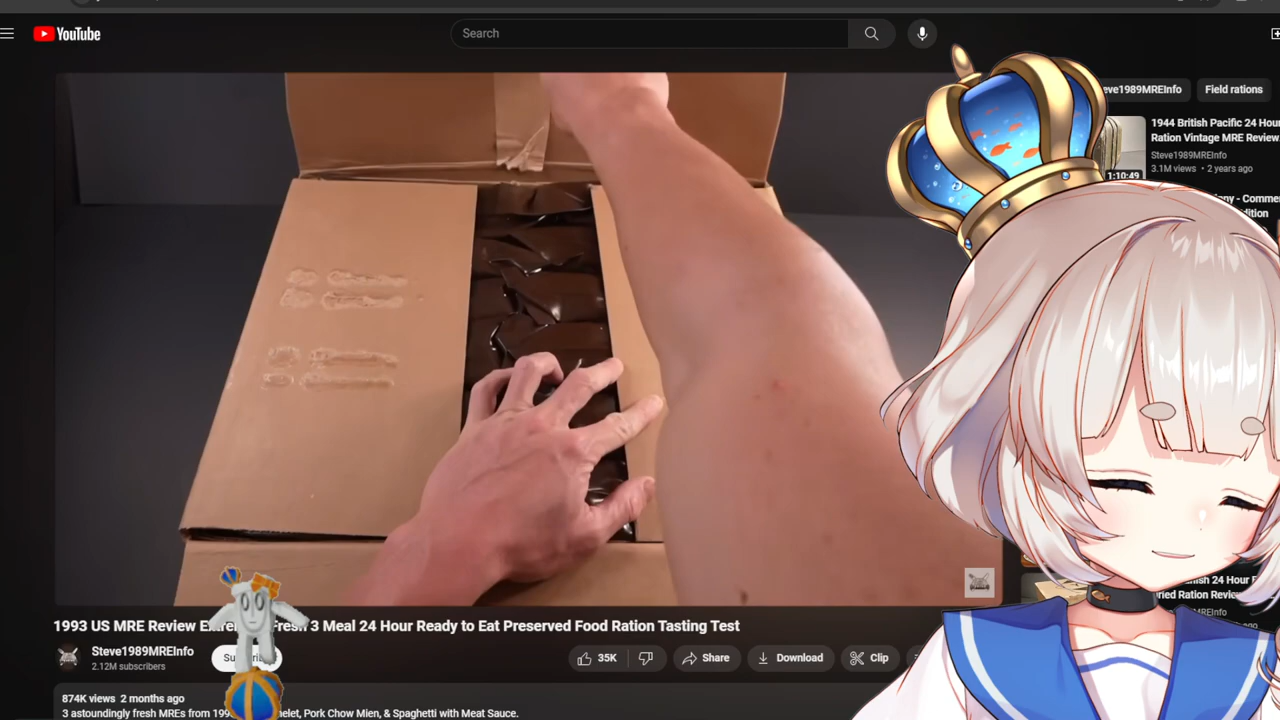 YouTube
Search
eve1989MREInfo
Field rations
1944 British Pacific 24 Hour
Ration Vintage MRE Review
Steve1989MREInfo
3.1M views • 2 years ago
1:10:49
1993 US MRE Review Fresh 3 Meal 24 Hour Ready to Eat Preserved Food Ration Tasting Test
Steve1989MREInfo
2.12M subscribers
35K
Share
Download
Clip
24 Hour
Ration
874K views 2 months ago
3 astoundingly fresh MREs from Pork Chow Mien, & Spaghetti with Meat Sauce.